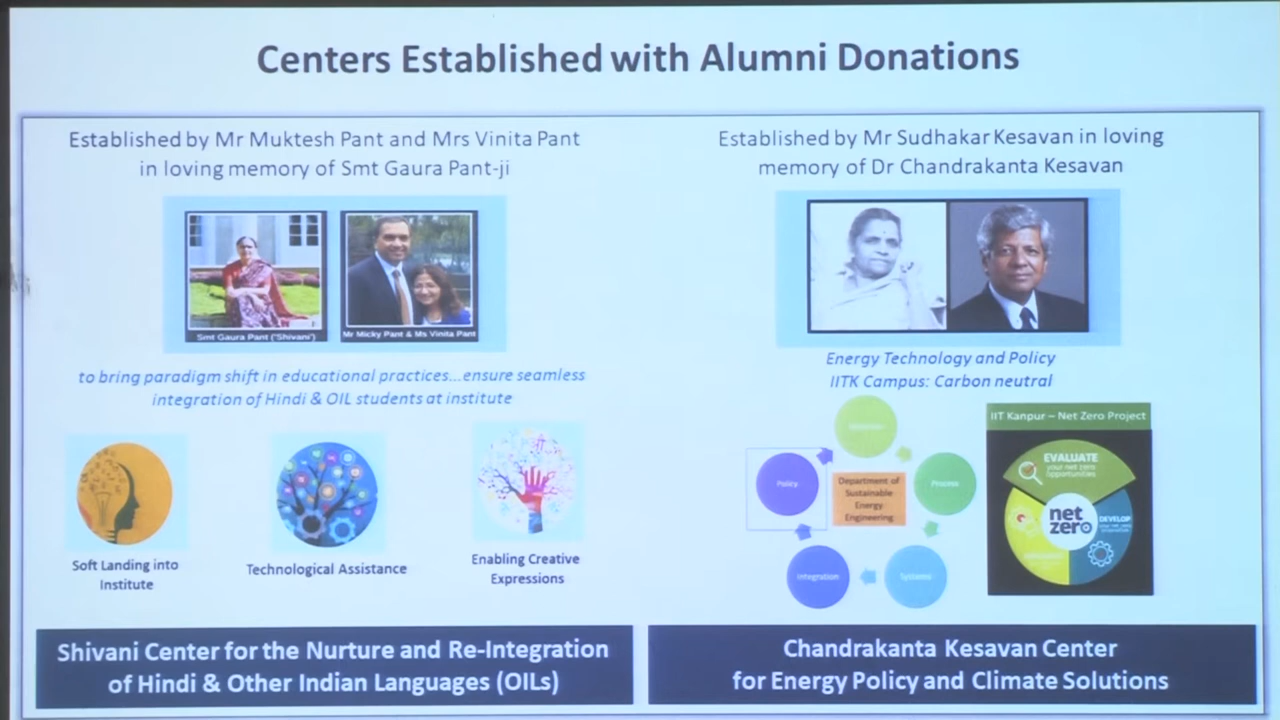 Centers Established with Alumni Donations
Established by Mr Muktesh Pant and Mrs Vinita Pant
in loving memory of Smt Gaura Pant-ji
Smt Gaura Pant ('Shivani')
Mr Micky Pant & Ms Vinita Pant
to bring paradigm shift in educational practices...ensure seamless
integration of Hindi & OIL students at institute
Soft Landing into
Institute
Technological Assistance
Enabling Creative
Expressions
Shivani Center for the Nurture and Re-Integration
of Hindi & Other Indian Languages (OILs)
Established by Mr Sudhakar Kesavan in loving
memory of Dr Chandrakanta Kesavan
Energy Technology and Policy
IITK Campus: Carbon neutral
Process
Systems
Integration
Policy
Department of
Sustainable
Energy
Engineering
IIT Kanpur – Net Zero Project
EVALUATE
your net zero
opportunities
net
zero
DEVELOP
Chandrakanta Kesavan Center
for Energy Policy and Climate Solutions